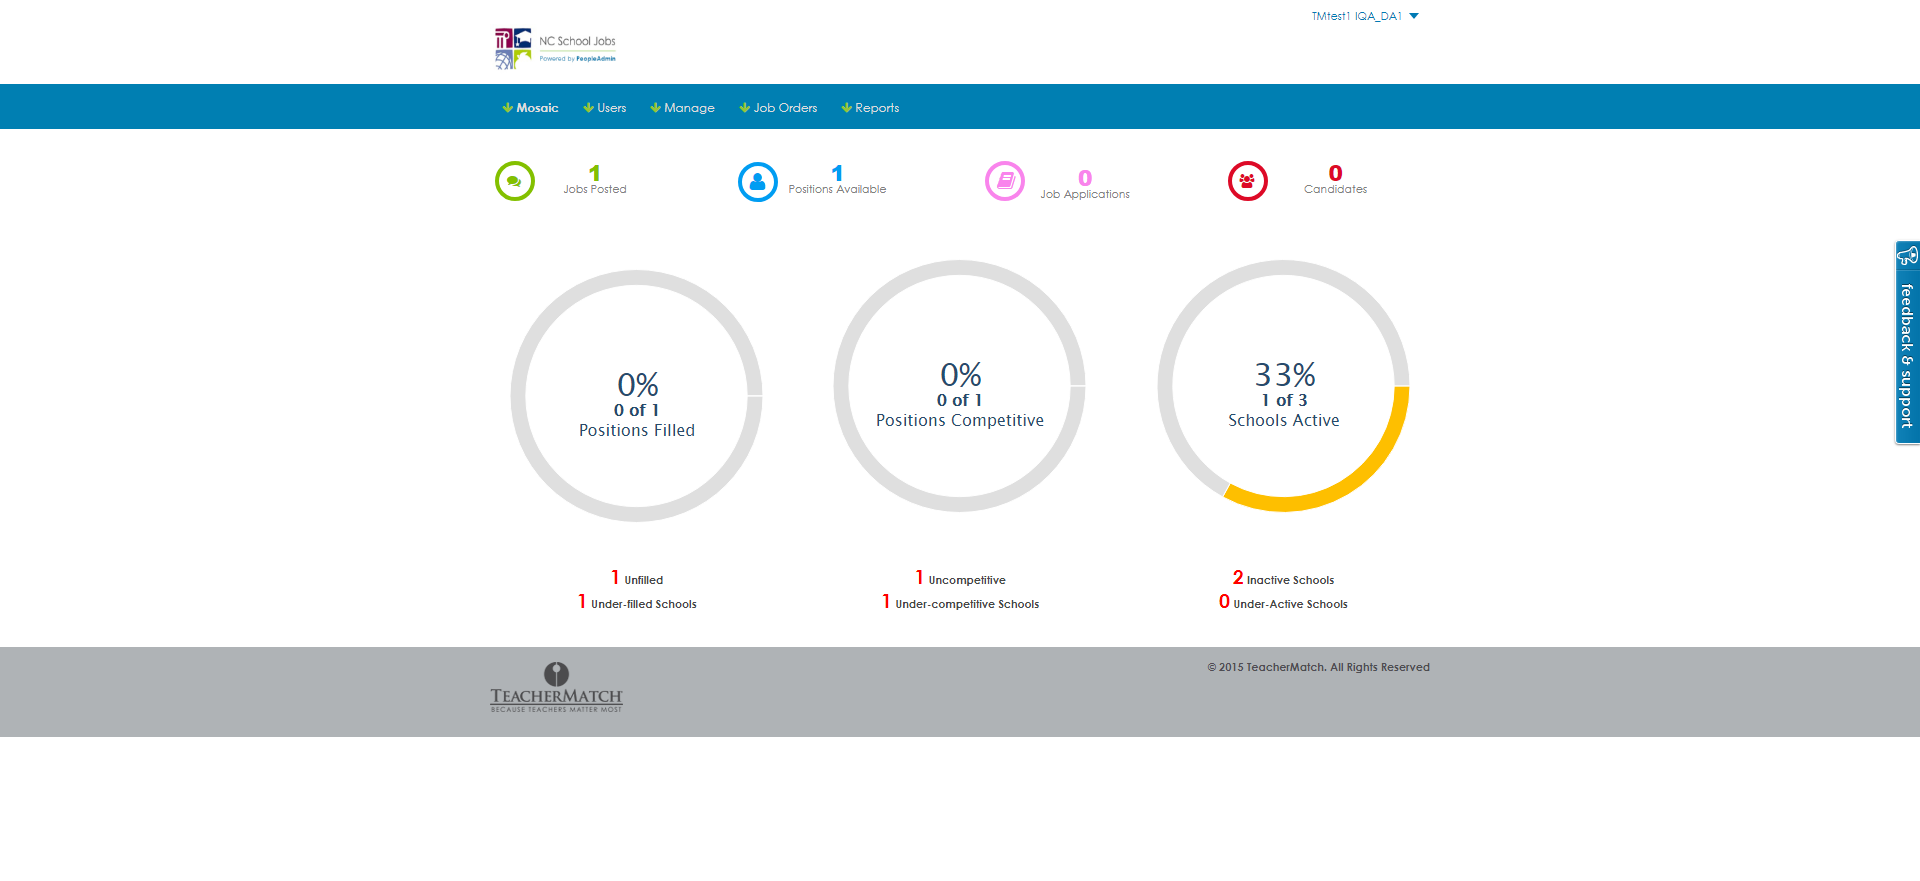 TMtest1 IQA_DA1
NC School Jobs
Powered by PeopleAdmin
Mosaic Users Manage Job Orders Reports
1
Jobs Posted
1
Positions Available
0
Job Applications
0
Candidates
0%
0 of 1
Positions Filled
0%
0 of 1
Positions Competitive
33%
1 of 3
Schools Active
1 Unfilled
1 Under-filled Schools
1 Uncompetitive
1 Under-competitive Schools
2 Inactive Schools
0 Under-Active Schools
feedback & support
© 2015 TeacherMatch. All Rights Reserved
TEACHERMATCH
BECAUSE TEACHERS MATTER MOST